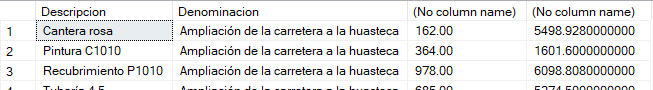 Descripcion Denominacion (No column name) (No column name)
1 Cantera rosa Ampliación de la carretera a la huasteca 162.00 5498.9280000000
2 Pintura C1010 Ampliación de la carretera a la huasteca 364.00 1601.6000000000
3 Recubrimiento P1010 Ampliación de la carretera a la huasteca 978.00 6098.8080000000